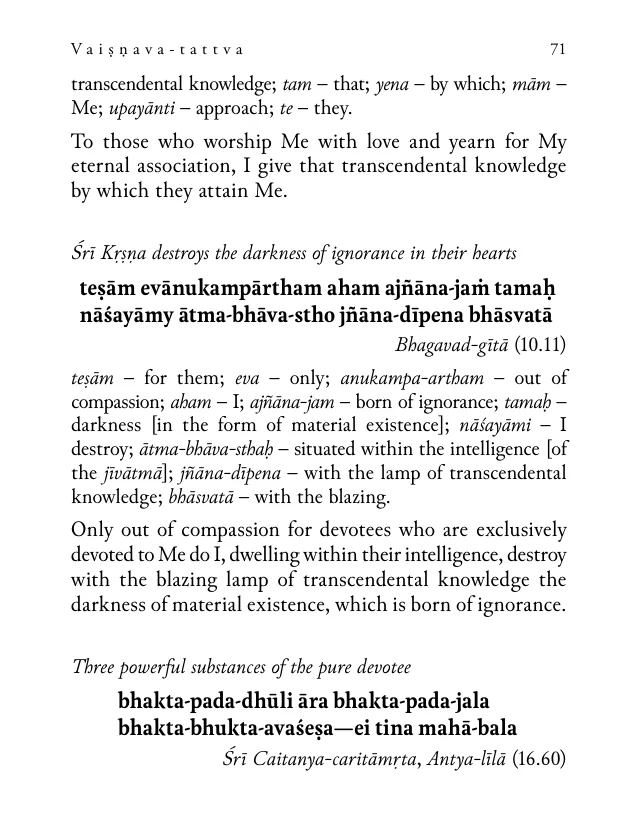 Vaiṣṇava-tattva 71
transcendental knowledge; tam – that; yena – by which; mām –
Me; upayānti – approach; te – they.
To those who worship Me with love and yearn for My
eternal association, I give that transcendental knowledge
by which they attain Me.
Śrī Kṛṣṇa destroys the darkness of ignorance in their hearts
teṣām evānukampārtham aham ajñāna-jaṁ tamaḥ
nāśayāmy ātma-bhāva-stho jñāna-dīpena bhāsvatā
Bhagavad-gītā (10.11)
teṣām – for them; eva – only; anukampa-artham – out of
compassion; aham – I; ajñāna-jam – born of ignorance; tamaḥ –
darkness [in the form of material existence]; nāśayāmi – I
destroy; ātma-bhāva-sthaḥ – situated within the intelligence [of
the jīvātmā]; jñāna-dīpena – with the lamp of transcendental
knowledge; bhāsvatā – with the blazing.
Only out of compassion for devotees who are exclusively
devoted to Me do I, dwelling within their intelligence, destroy
with the blazing lamp of transcendental knowledge the
darkness of material existence, which is born of ignorance.
Three powerful substances of the pure devotee
bhakta-pada-dhūli āra bhakta-pada-jala
bhakta-bhukta-avaśeṣa—ei tina mahā-bala
Śrī Caitanya-caritāmṛta, Antya-līlā (16.60)